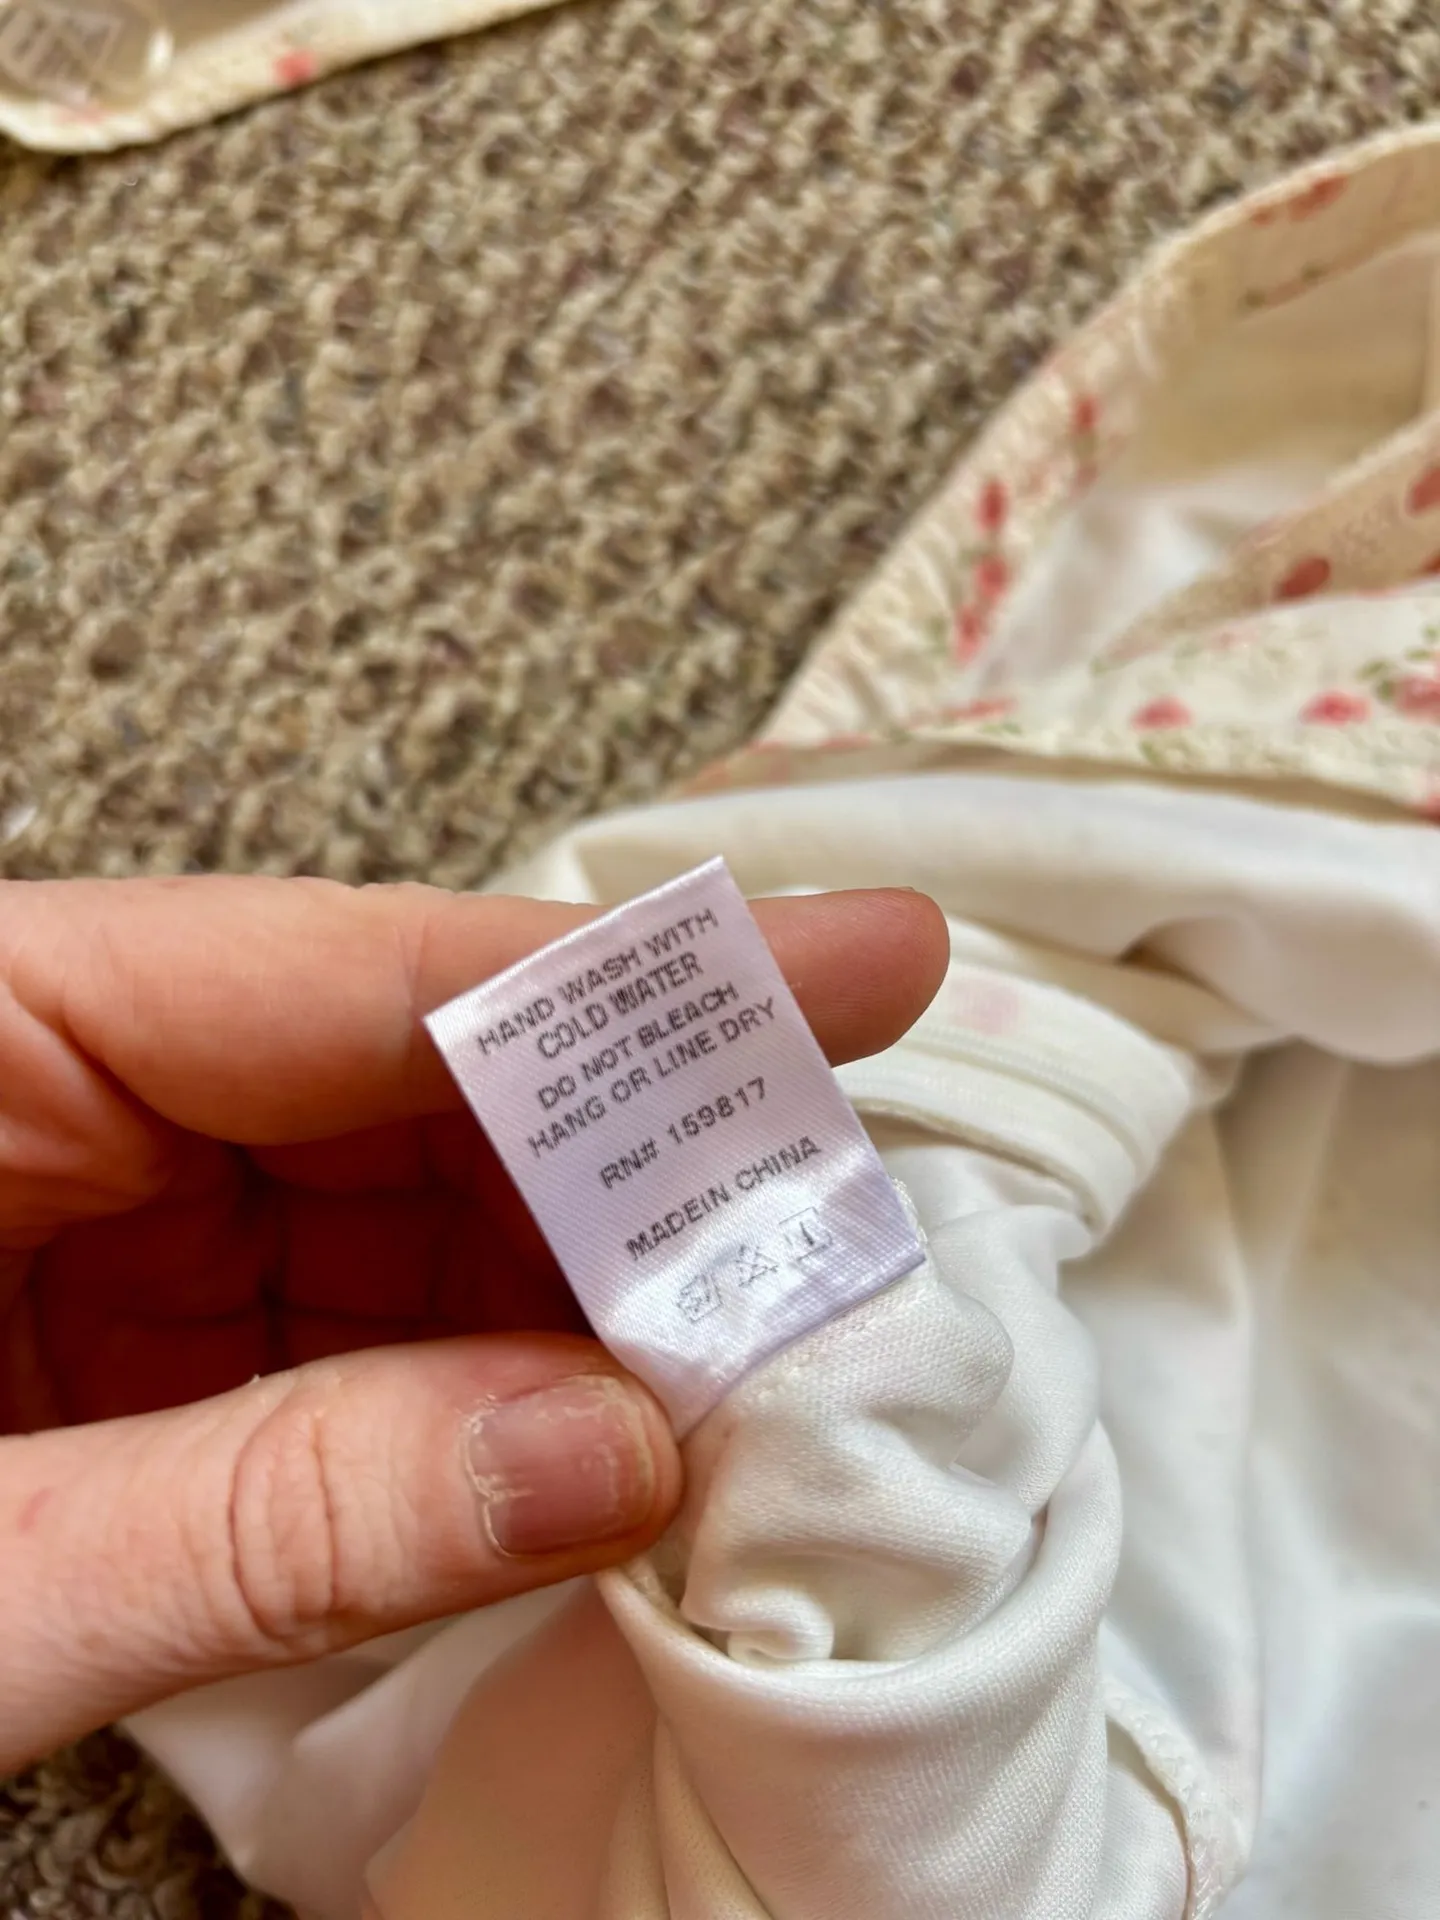 HAND WASH WITH
COLD WATER
DO NOT BLEACH
HANG OR LINE DRY
RN# 159817
MADEIN CHINA